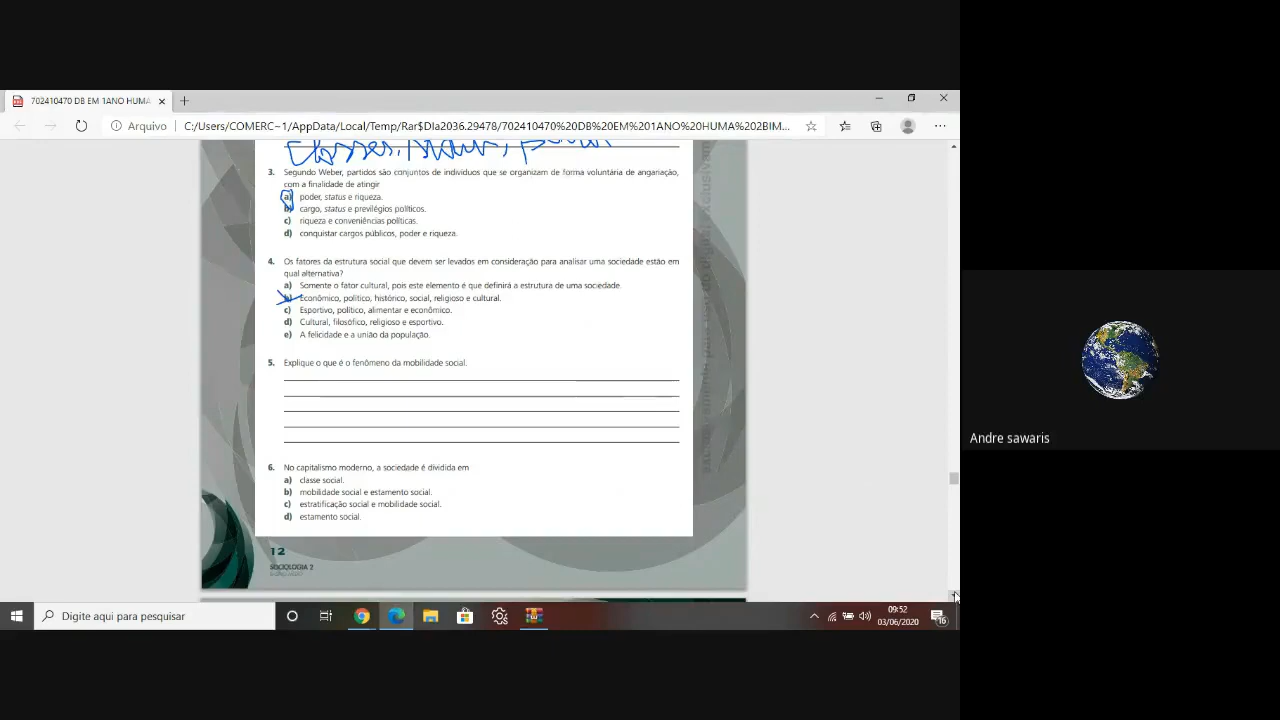 702410470 DB EM 1ANO HUMA
Arquivo
C:/Users/COMERC~1/AppData/Local/Temp/Rar$DIa2036.29478/702410470%20DB%20EM%201ANO%20HUMA%202BIM...
Classes, status,
3. Segundo Weber, partidos são conjuntos de indivíduos que se organizam de forma voluntária de angariação,
com a finalidade de atingir
a) poder, status e riqueza.
b) cargo, status e previlégios políticos.
c) riqueza e conveniências políticas.
d) conquistar cargos públicos, poder e riqueza.
4. Os fatores da estrutura social que devem ser levados em consideração para analisar uma sociedade estão em
qual alternativa?
a) Somente o fator cultural, pois este elemento é que definirá a estrutura de uma sociedade.
b) Econômico, político, histórico, social, religioso e cultural.
c) Esportivo, político, alimentar e econômico.
d) Cultural, filosófico, religioso e esportivo.
e) A felicidade e a união da população.
5. Explique o que é o fenômeno da mobilidade social.
6. No capitalismo moderno, a sociedade é dividida em
a) classe social.
b) mobilidade social e estamento social.
c) estratificação social e mobilidade social.
d) estamento social.
12
SOCIOLOGIA 2
Andre sawaris
Digite aqui para pesquisar
09:52
03/06/2020
16